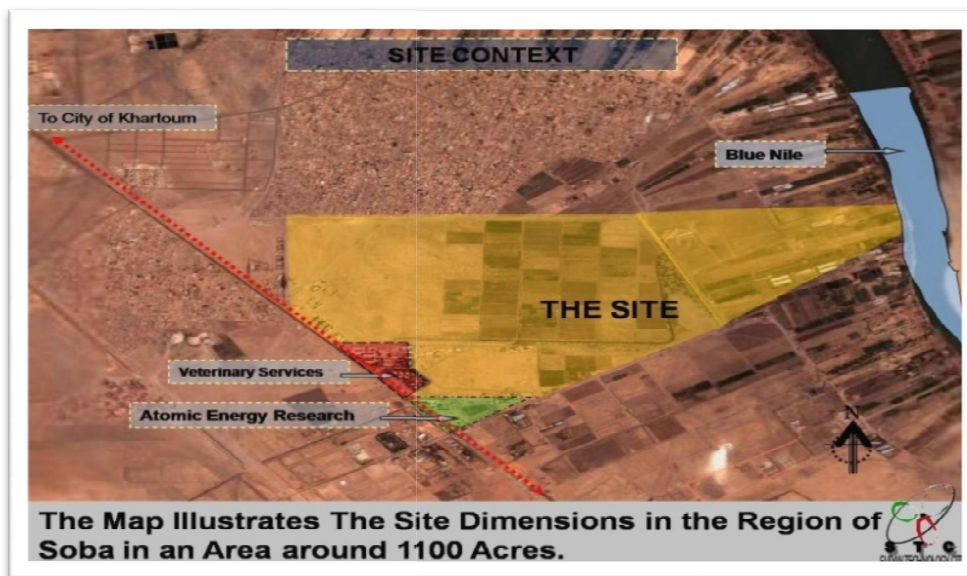 SITE CONTEXT
To City of Khartoum
Blue Nile
THE SITE
Veterinary Services
Atomic Energy Research
N
The Map Illustrates The Site Dimensions in the Region of
Soba in an Area around 1100 Acres.
S T C